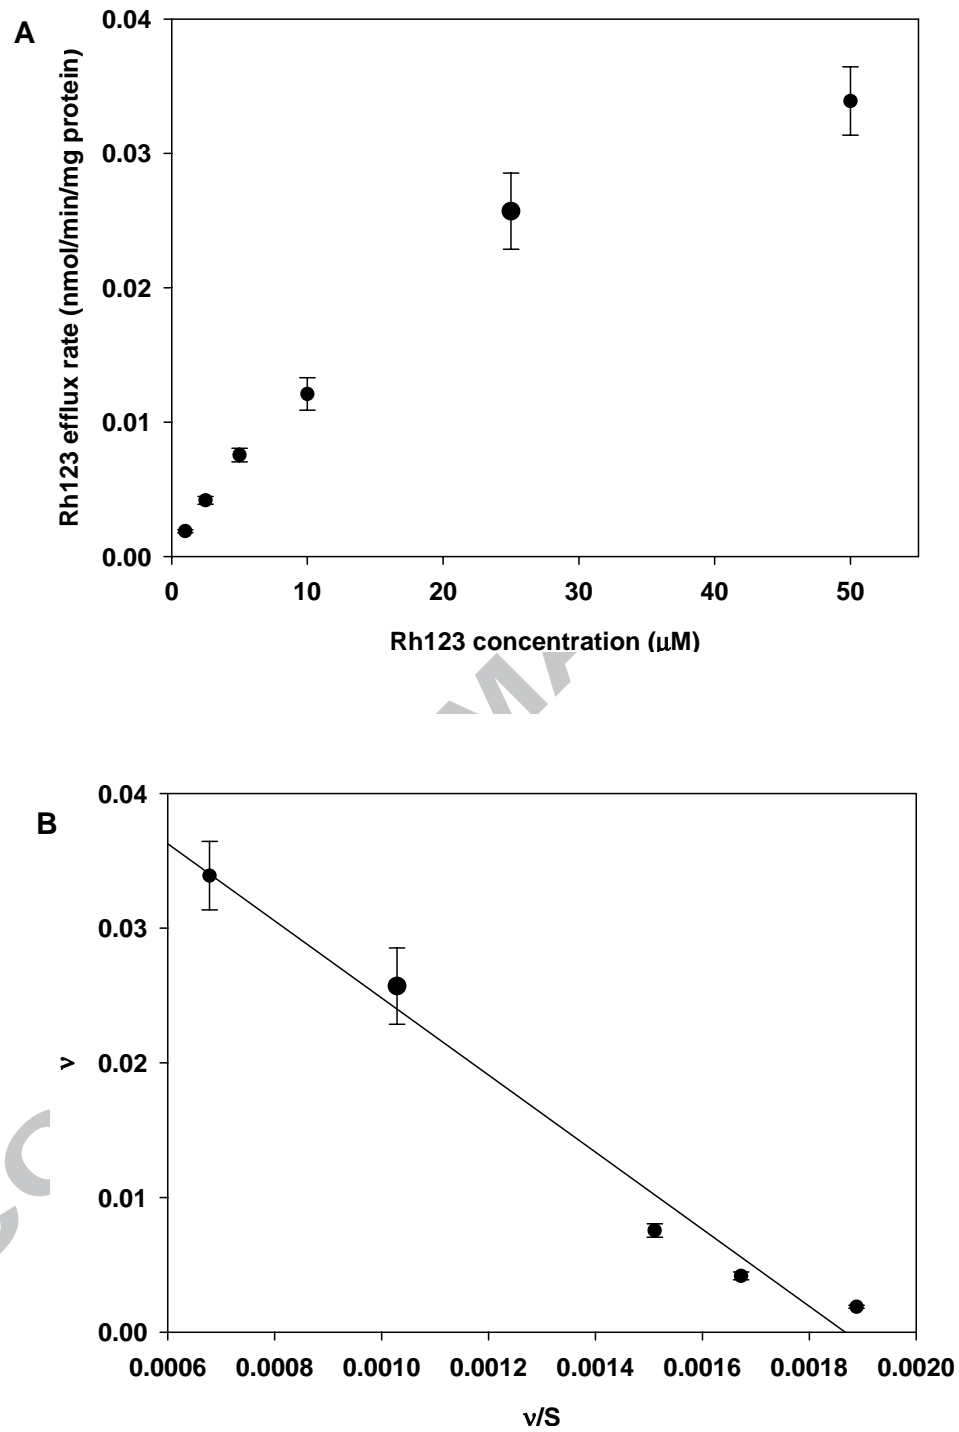 A
Rh123 efflux rate (nmol/min/mg protein)
0.04
0.03
0.02
0.01
0.00
0 10 20 30 40 50
Rh123 concentration (μM)
MA
B
ν
0.04
0.03
0.02
0.01
0.00
0.0006 0.0008 0.0010 0.0012 0.0014 0.0016 0.0018 0.0020
ν/S